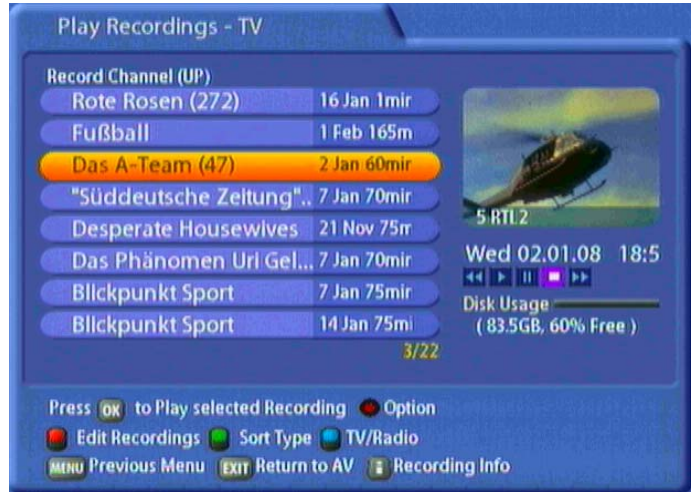 Play Recordings - TV
Record Channel (UP)
Rote Rosen (272) 16 Jan 1mir
Fußball 1 Feb 165m
Das A-Team (47) 2 Jan 60mir
"Süddeutsche Zeitung".. 7 Jan 70mir
Desperate Housewives 21 Nov 75m
Das Phänomen Uri Gel... 7 Jan 70mir
Blickpunkt Sport 7 Jan 75mir
Blickpunkt Sport 14 Jan 75mi
3/22
5 RTL2
Wed 02.01.08 18:5
Disk Usage
( 83.5GB, 60% Free )
Press OK to Play selected Recording Option
Edit Recordings Sort Type TV/Radio
MENU Previous Menu EXIT Return to AV i Recording Info